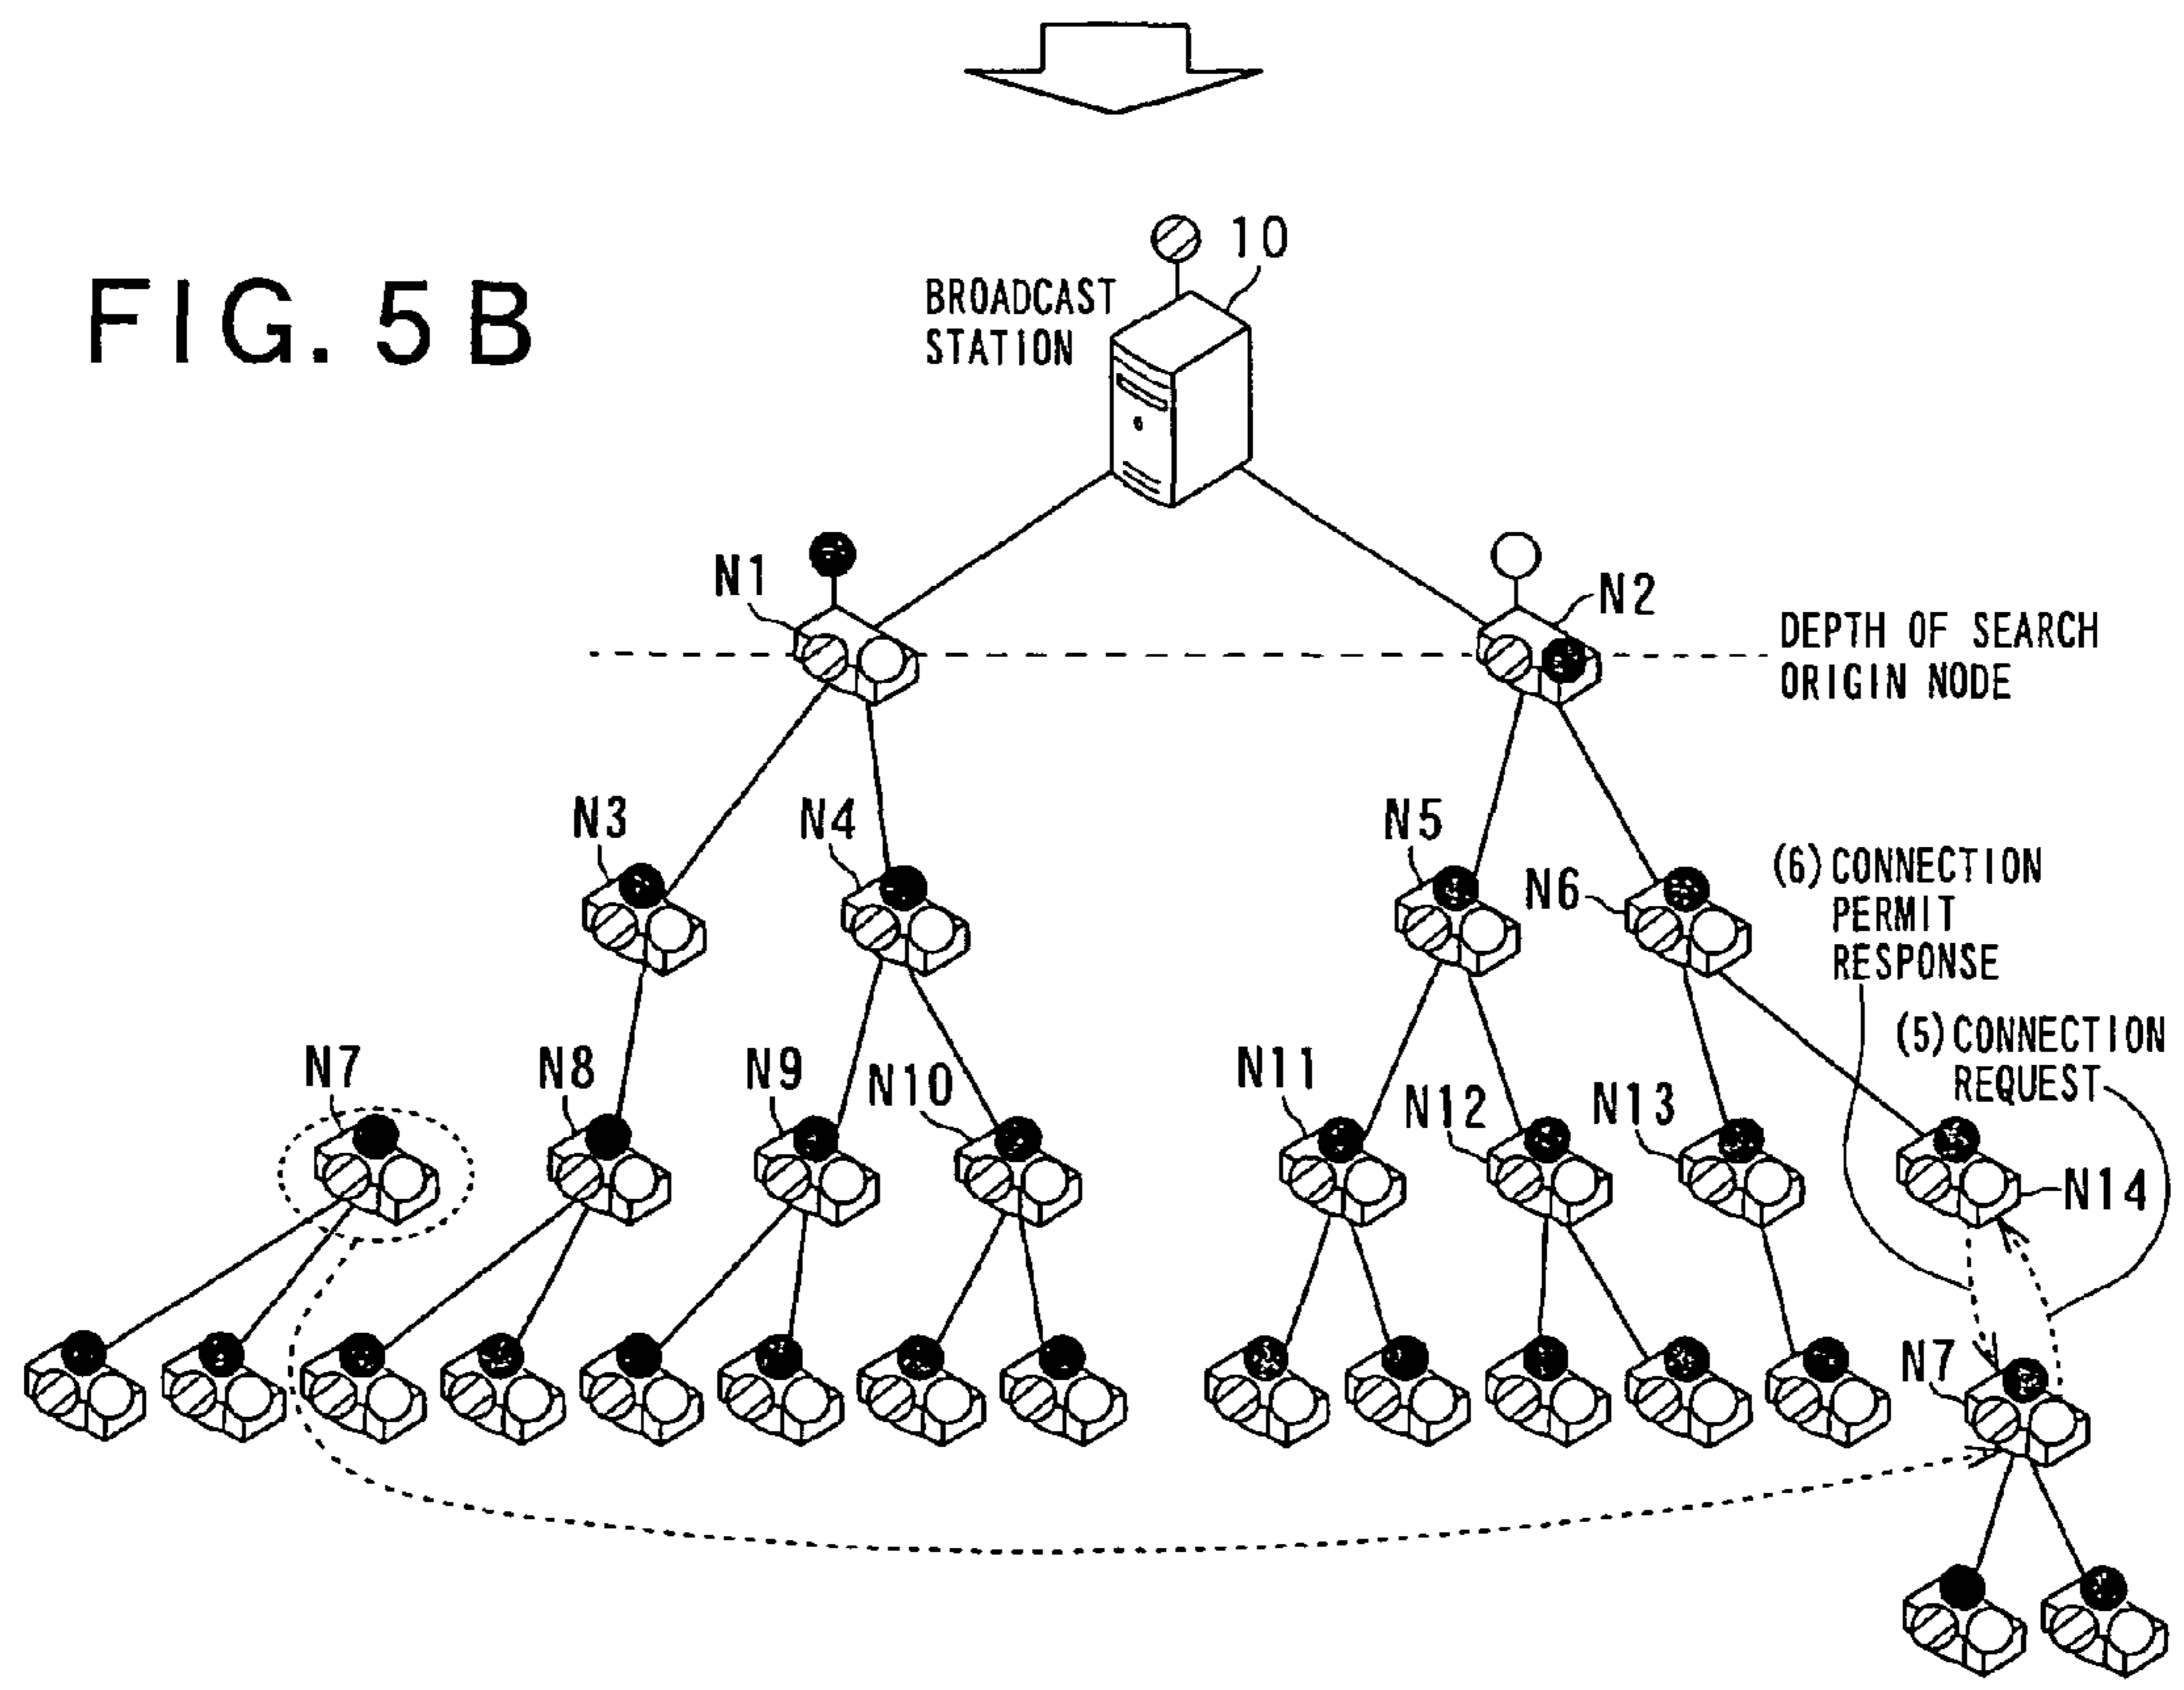 FIG. 5B
10
BROADCAST
STATION
N1
N2
DEPTH OF SEARCH
ORIGIN NODE
N3
N4
N5
N6
(6) CONNECTION
PERMIT
RESPONSE
(5) CONNECTION
REQUEST
N7
N8
N9
N10
N11
N12
N13
N14
N7